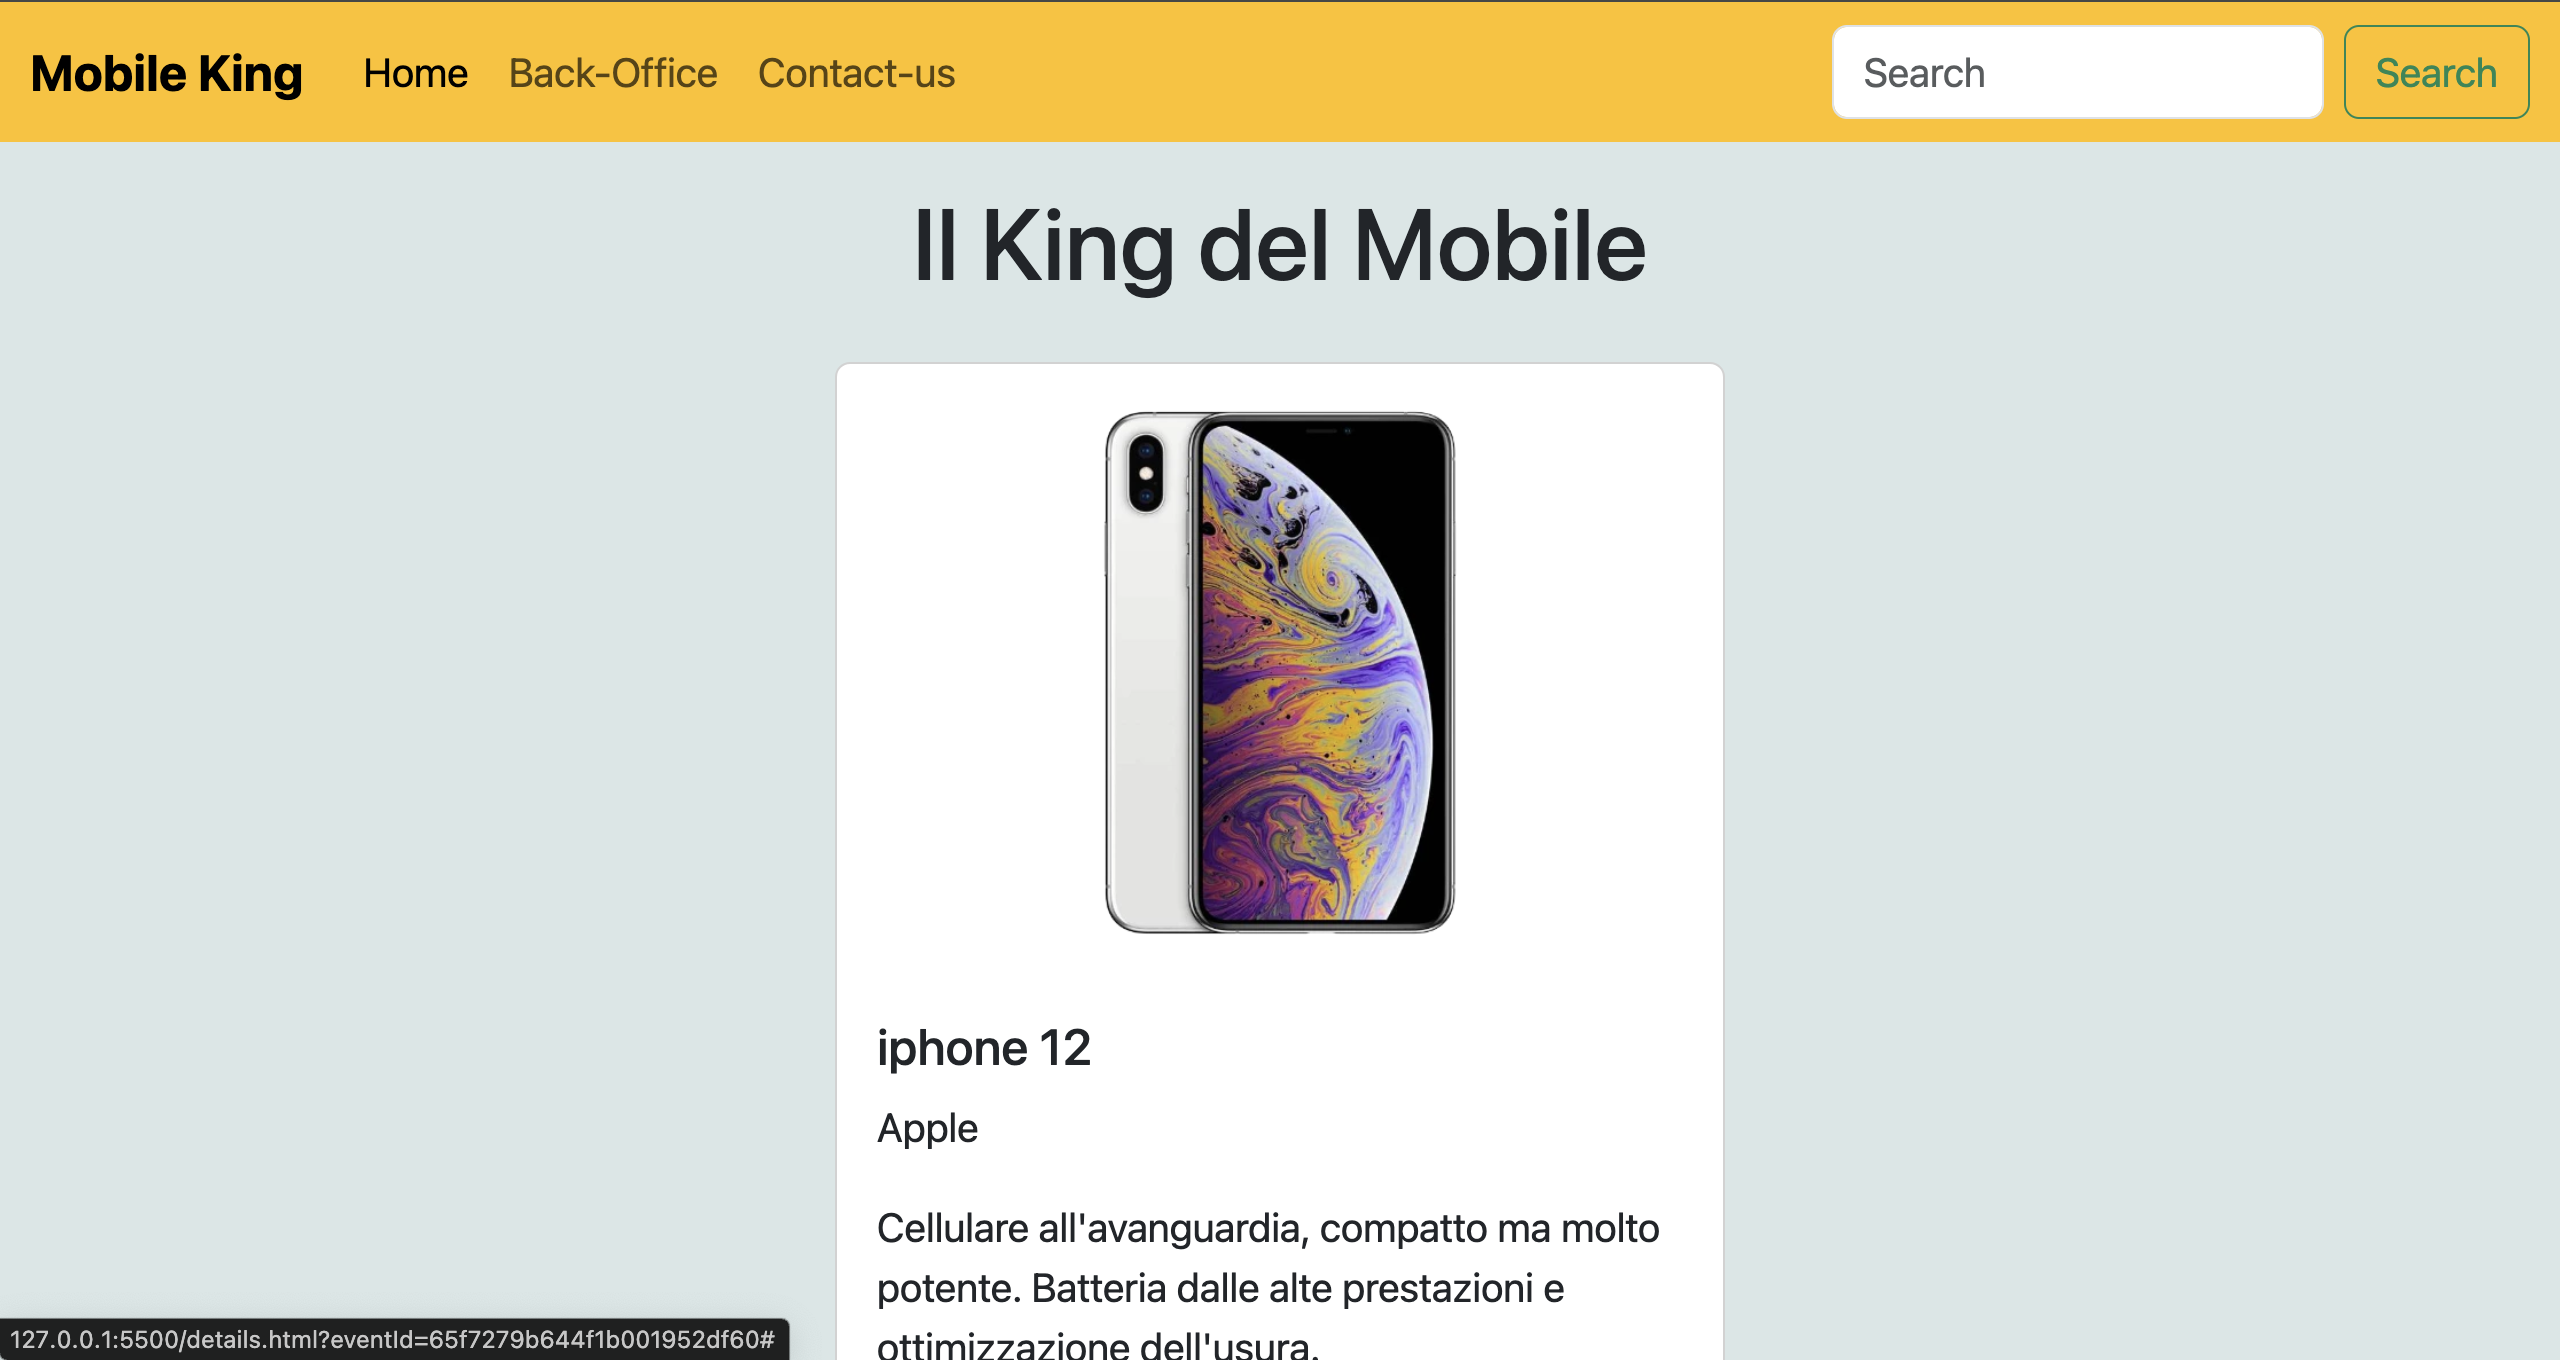 Mobile King Home Back-Office Contact-us Search Search
Il King del Mobile
iphone 12
Apple
Cellulare all'avanguardia, compatto ma molto
potente. Batteria dalle alte prestazioni e
ottimizzazione dell'usura.
127.0.0.1:5500/details.html?eventId=65f7279b644f1b001952df60#